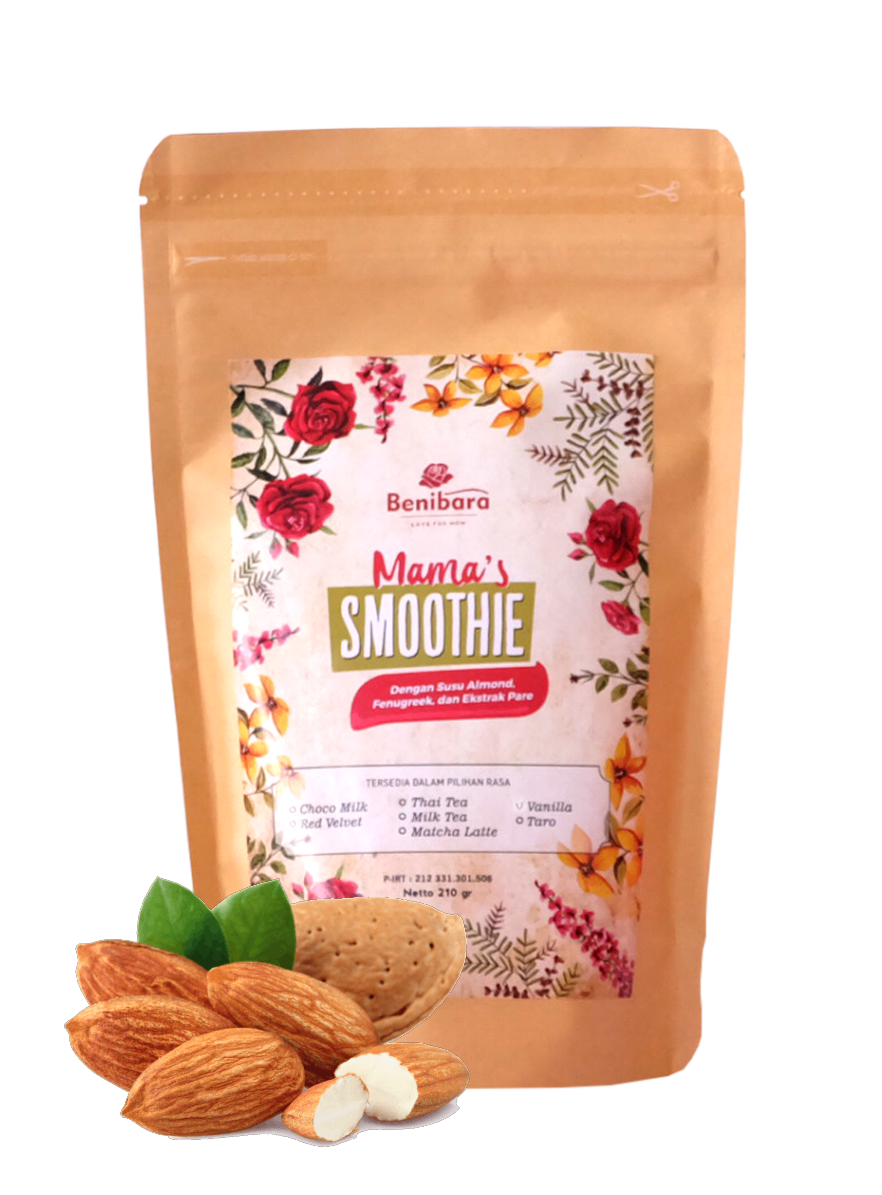 Benibara
LOVE FOR MOM
Mama's
SMOOTHIE
Dengan Susu Almond,
Fenugreek, dan Ekstrak Pare
TERSEDIA DALAM PILIHAN RASA
Choco Milk
Red Velvet
Thai Tea
Milk Tea
Matcha Latte
Vanilla
Taro
P-IRT : 212 331.301.506
Netto 210 gr